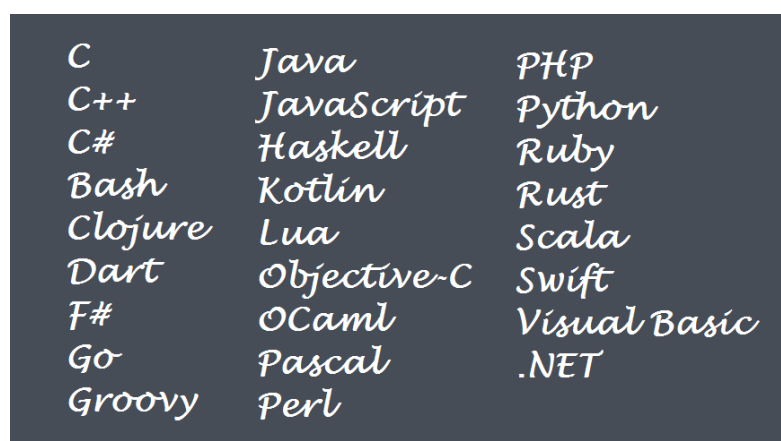 C
C++
C#
Bash
Clojure
Dart
F#
Go
Groovy
Java
JavaScript
Haskell
Kotlin
Lua
Objective-C
OCaml
Pascal
Perl
PHP
Python
Ruby
Rust
Scala
Swift
Visual Basic
.NET